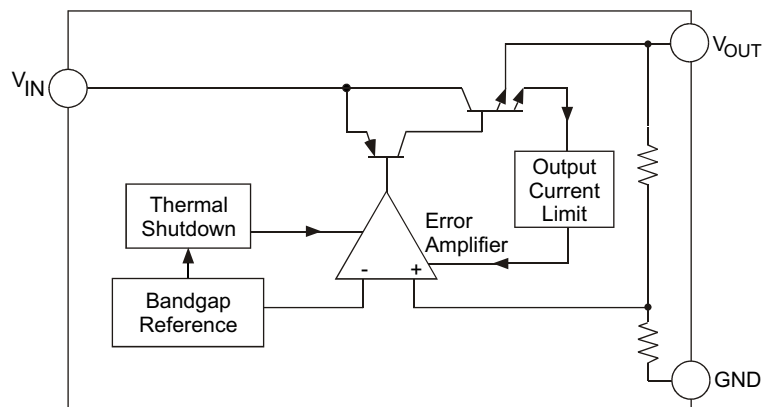 VOUT
VIN
Output
Current
Limit
Thermal
Shutdown
Error
Amplifier
- +
Bandgap
Reference
GND